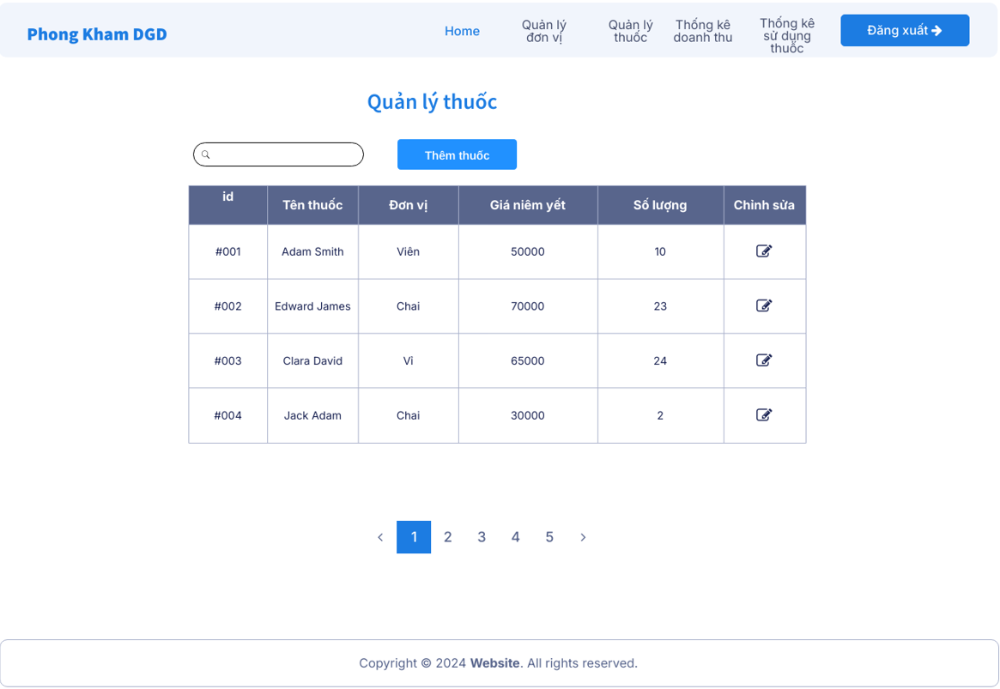 Phong Kham DGD
Home
Quản lý
đơn vị
Quản lý
thuốc
Thống kê
doanh thu
Thống kê
sử dụng
thuốc
Đăng xuất
Quản lý thuốc
Thêm thuốc
id Tên thuốc Đơn vị Giá niêm yết Số lượng Chỉnh sửa
#001 Adam Smith Viên 50000 10
#002 Edward James Chai 70000 23
#003 Clara David Vỉ 65000 24
#004 Jack Adam Chai 30000 2
1 2 3 4 5
Copyright © 2024 Website. All rights reserved.